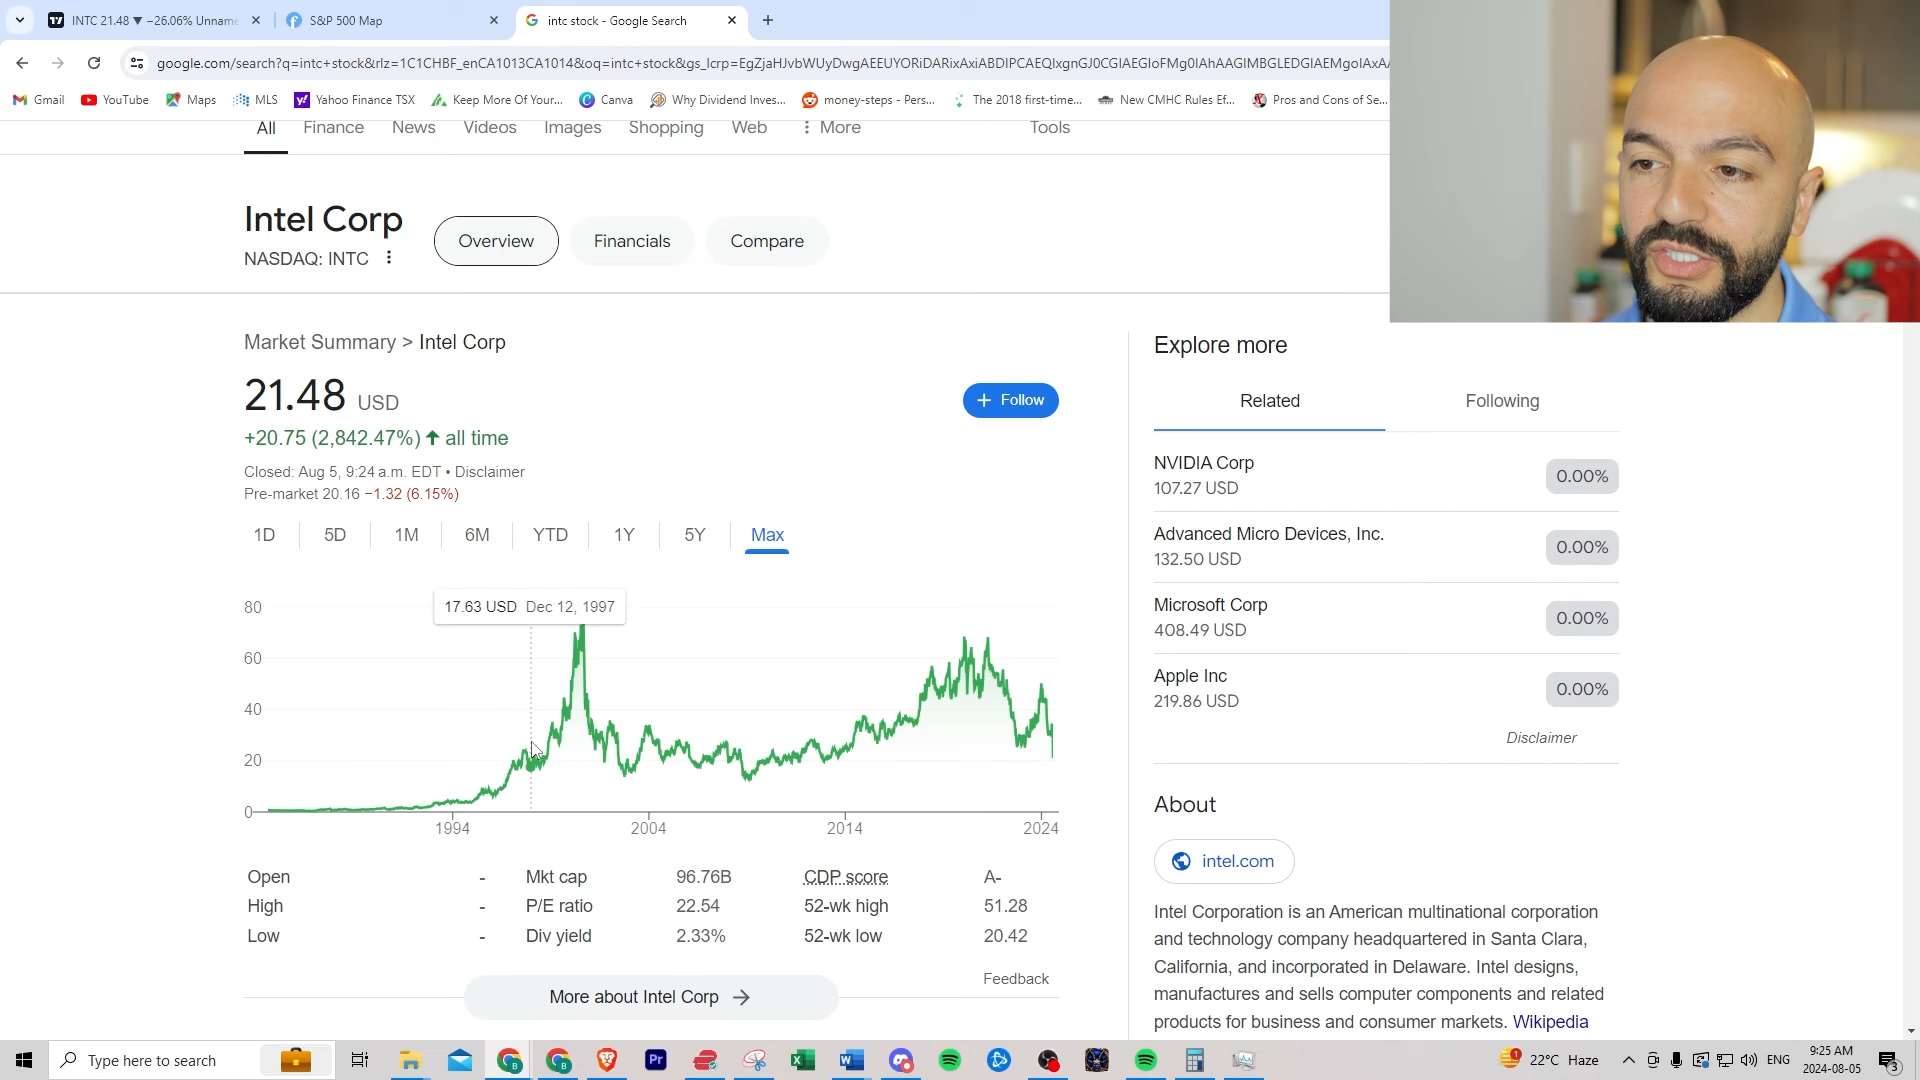 INTC 21.48 ▼ −26.06% Unname
S&P 500 Map
intc stock - Google Search
google.com/search?q=intc+stock&rlz=1C1CHBF_enCA1013CA1014&oq=intc+stock&gs_lcrp=
Gmail
YouTube
Maps
MLS
Yahoo Finance TSX
Keep More Of Your...
Canva
Why Dividend Inves...
money-steps - Pers...
The 2018 first-time...
New CMHC Rules Ef...
Pros and Cons of Se...
All
Finance
News
Videos
Images
Shopping
Web
More
Tools
Intel Corp
NASDAQ: INTC
Overview
Financials
Compare
Market Summary > Intel Corp
21.48 USD
+20.75 (2,842.47%) all time
Closed: Aug 5, 9:24 a.m. EDT • Disclaimer
Pre-market 20.16 −1.32 (6.15%)
Follow
1D
5D
1M
6M
YTD
1Y
5Y
Max
17.63 USD Dec 12, 1997
80
60
40
20
0
1994
2004
2014
2024
Open -
High -
Low -
Mkt cap 96.76B
P/E ratio 22.54
Div yield 2.33%
CDP score A-
52-wk high 51.28
52-wk low 20.42
Feedback
More about Intel Corp
Explore more
Related
Following
NVIDIA Corp
107.27 USD
0.00%
Advanced Micro Devices, Inc.
132.50 USD
0.00%
Microsoft Corp
408.49 USD
0.00%
Apple Inc
219.86 USD
0.00%
Disclaimer
About
intel.com
Intel Corporation is an American multinational corporation
and technology company headquartered in Santa Clara,
California, and incorporated in Delaware. Intel designs,
manufactures and sells computer components and related
products for business and consumer markets. Wikipedia
Type here to search
Pr
22°C Haze
ENG
9:25 AM
2024-08-05
3